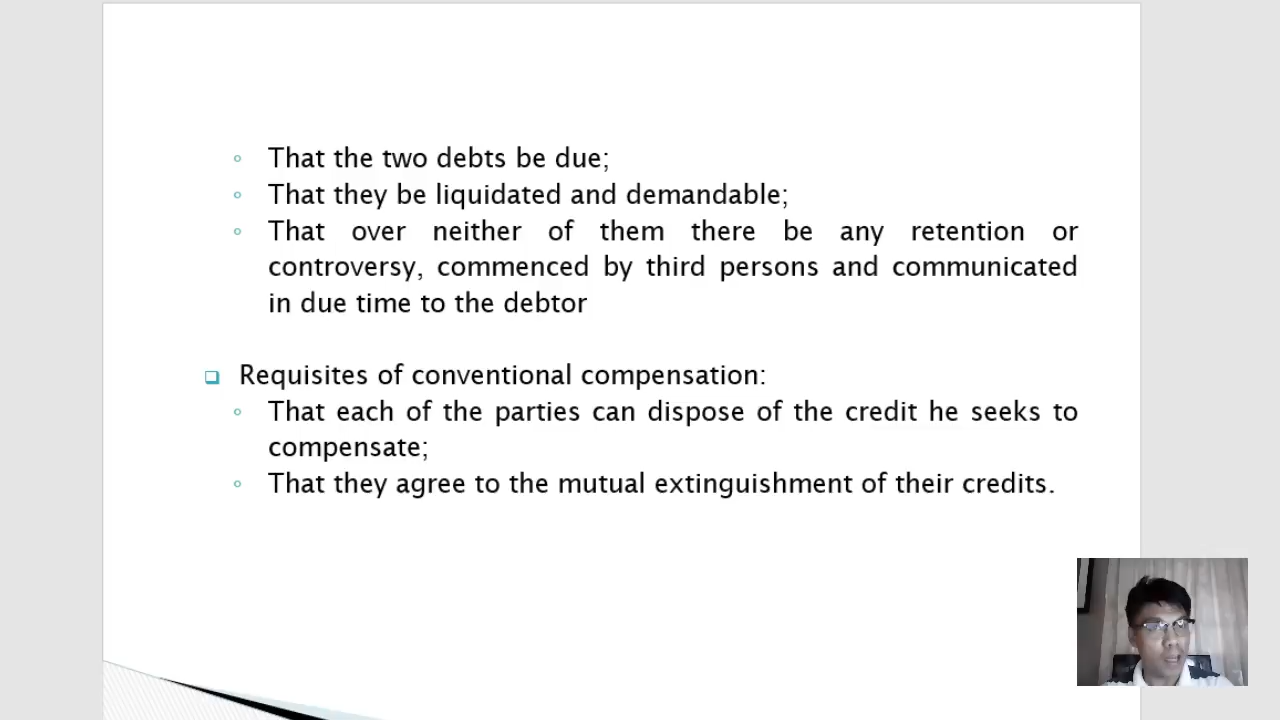 That the two debts be due;
That they be liquidated and demandable;
That over neither of them there be any retention or
controversy, commenced by third persons and communicated
in due time to the debtor
Requisites of conventional compensation:
That each of the parties can dispose of the credit he seeks to
compensate;
That they agree to the mutual extinguishment of their credits.